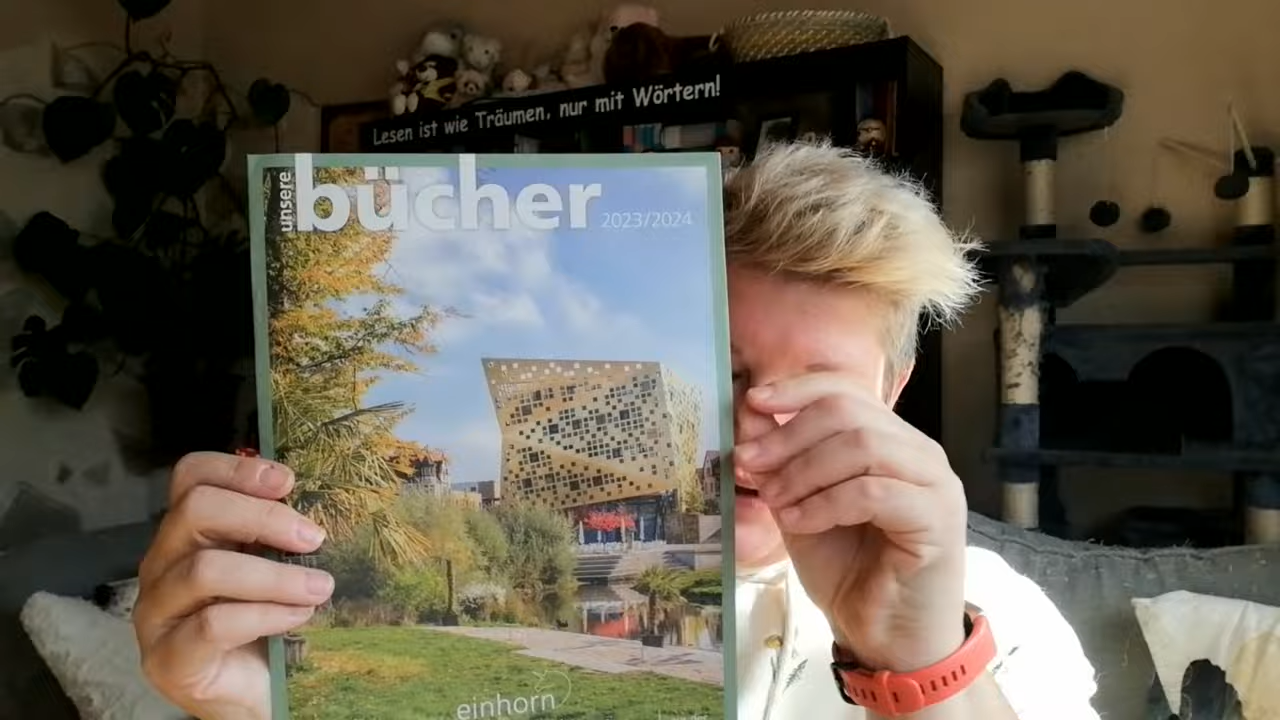 Lesen ist wie Träumen, nur mit Wörtern!
unsere
bücher
2023/2024
einhorn